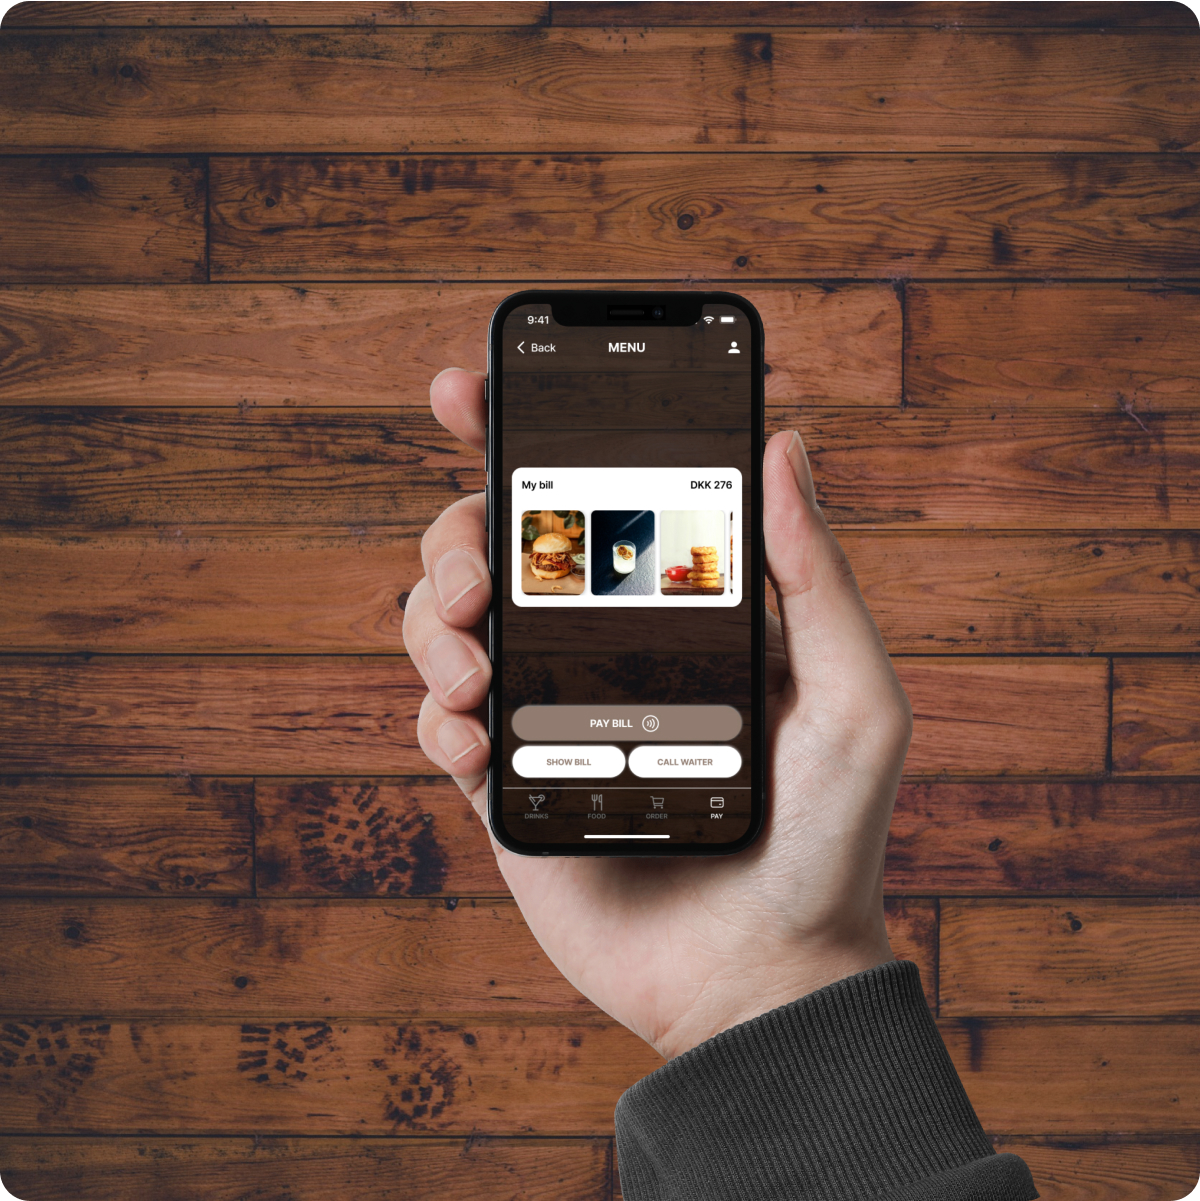 9:41
Back MENU
My bill DKK 276
PAY BILL
SHOW BILL CALL WAITER
DRINKS FOOD ORDER PAY